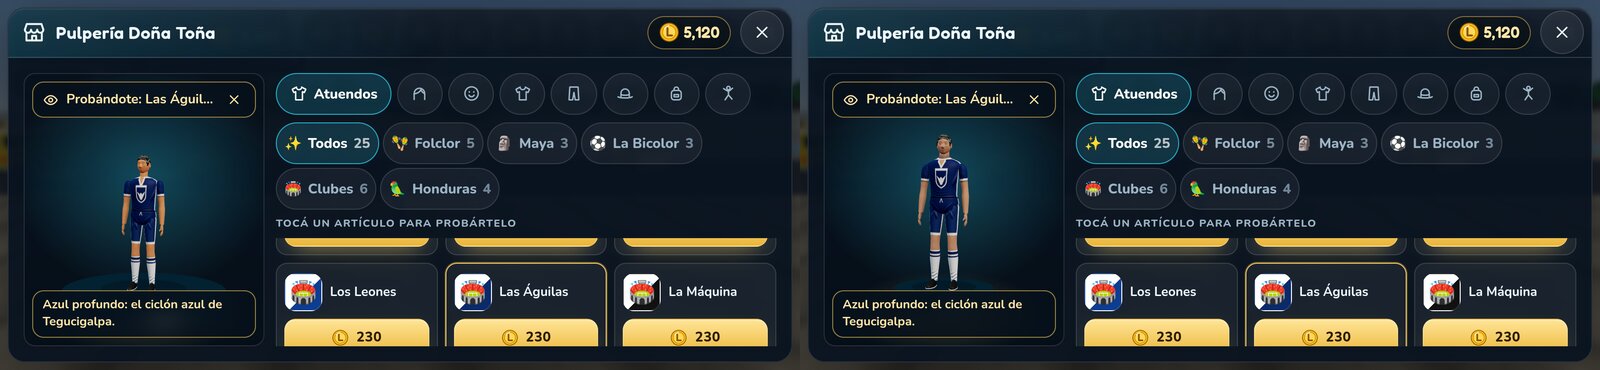 Pulpería Doña Toña
5,120
Probándote: Las Águil...
Atuendos
Todos 25
Folclor 5
Maya 3
La Bicolor 3
Clubes 6
Honduras 4
TOCÁ UN ARTÍCULO PARA PROBÁRTELO
Los Leones
Las Águilas
La Máquina
230
230
230
Azul profundo: el ciclón azul de
Tegucigalpa.
Pulpería Doña Toña
5,120
Probándote: Las Águil...
Atuendos
Todos 25
Folclor 5
Maya 3
La Bicolor 3
Clubes 6
Honduras 4
TOCÁ UN ARTÍCULO PARA PROBÁRTELO
Los Leones
Las Águilas
La Máquina
230
230
230
Azul profundo: el ciclón azul de
Tegucigalpa.